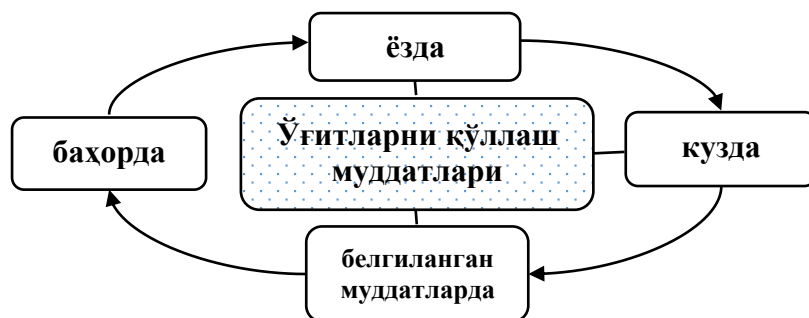 ёзда
баҳорда
Ўғитларни қўллаш
муддатлари
кузда
белгиланган
муддатларда